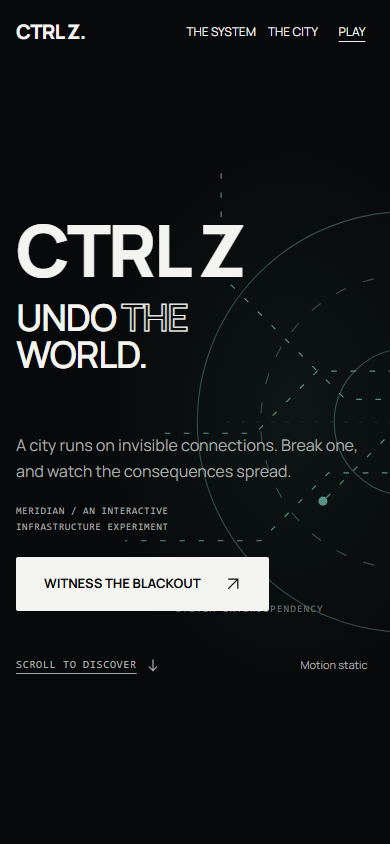 CTRL Z.
THE SYSTEM THE CITY PLAY
CTRL Z
UNDO THE
WORLD.
A city runs on invisible connections. Break one,
and watch the consequences spread.
MERIDIAN / AN INTERACTIVE
INFRASTRUCTURE EXPERIMENT
WITNESS THE BLACKOUT
SCROLL TO DISCOVER
Motion static